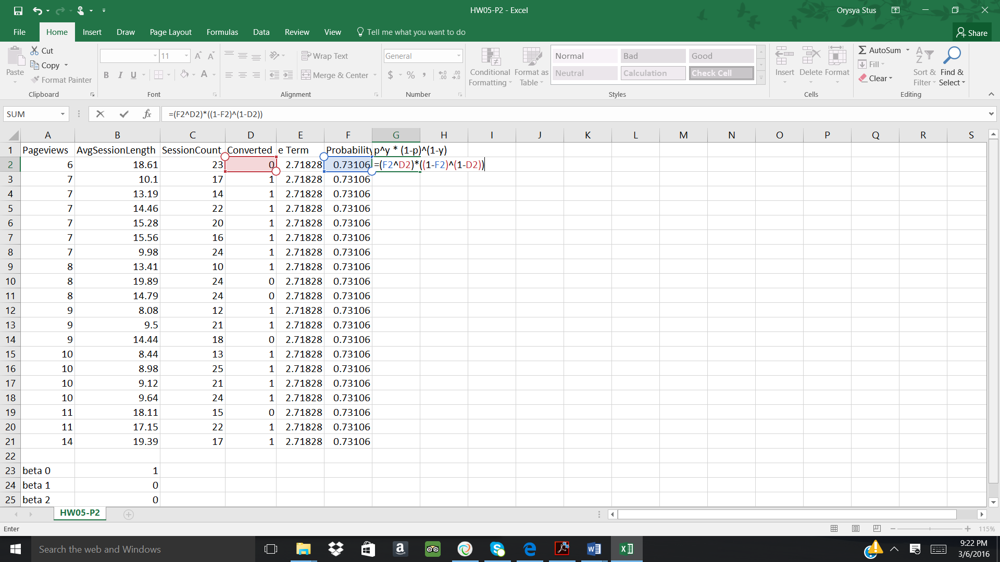 HW05-P2 - Excel
Orysya Stus
File Home Insert Draw Page Layout Formulas Data Review View Tell me what you want to do
Share
Paste
Cut
Copy
Format Painter
Clipboard
11
B I U A
Font
Wrap Text
Merge & Center
Alignment
General
$ % ,
Number
Conditional Formatting
Format as Table
Normal Bad Good
Neutral Calculation Check Cell
Styles
Insert Delete Format
Cells
AutoSum
Fill
Clear
Sort & Filter
Find & Select
Editing
SUM =(F2^D2)*((1-F2)^(1-D2))
A B C D E F G H I J K L M N O P Q R S
1 Pageviews AvgSessionLength SessionCount Converted e Term Probability p^y * (1-p)^(1-y)
2 6 18.61 23 0 2.71828 0.73106 =(F2^D2)*((1-F2)^(1-D2))
3 7 10.1 17 1 2.71828 0.73106
4 7 13.19 14 1 2.71828 0.73106
5 7 14.46 22 1 2.71828 0.73106
6 7 15.28 20 1 2.71828 0.73106
7 7 15.56 16 1 2.71828 0.73106
8 7 9.98 24 1 2.71828 0.73106
9 8 13.41 10 1 2.71828 0.73106
10 8 19.89 24 0 2.71828 0.73106
11 8 14.79 24 0 2.71828 0.73106
12 9 8.08 12 1 2.71828 0.73106
13 9 9.5 21 1 2.71828 0.73106
14 9 14.44 18 0 2.71828 0.73106
15 10 8.44 13 1 2.71828 0.73106
16 10 8.98 25 1 2.71828 0.73106
17 10 9.12 21 1 2.71828 0.73106
18 10 9.64 24 1 2.71828 0.73106
19 11 18.11 15 0 2.71828 0.73106
20 11 17.15 22 1 2.71828 0.73106
21 14 19.39 17 1 2.71828 0.73106
22
23 beta 0 1
24 beta 1 0
25 beta 2 0
HW05-P2
Enter
115%
Search the web and Windows
9:22 PM
3/6/2016